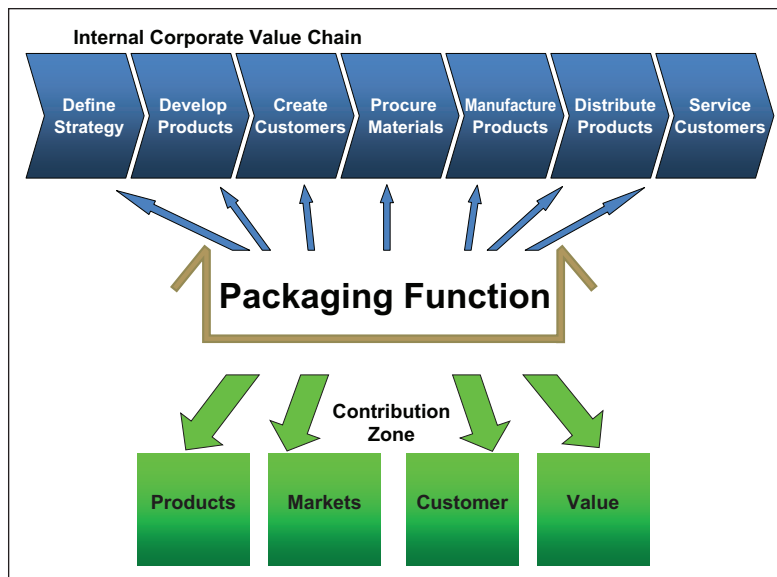 Internal Corporate Value Chain
Define
Strategy
Develop
Products
Create
Customers
Procure
Materials
Manufacture
Products
Distribute
Products
Service
Customers
Packaging Function
Contribution
Zone
Products
Markets
Customer
Value